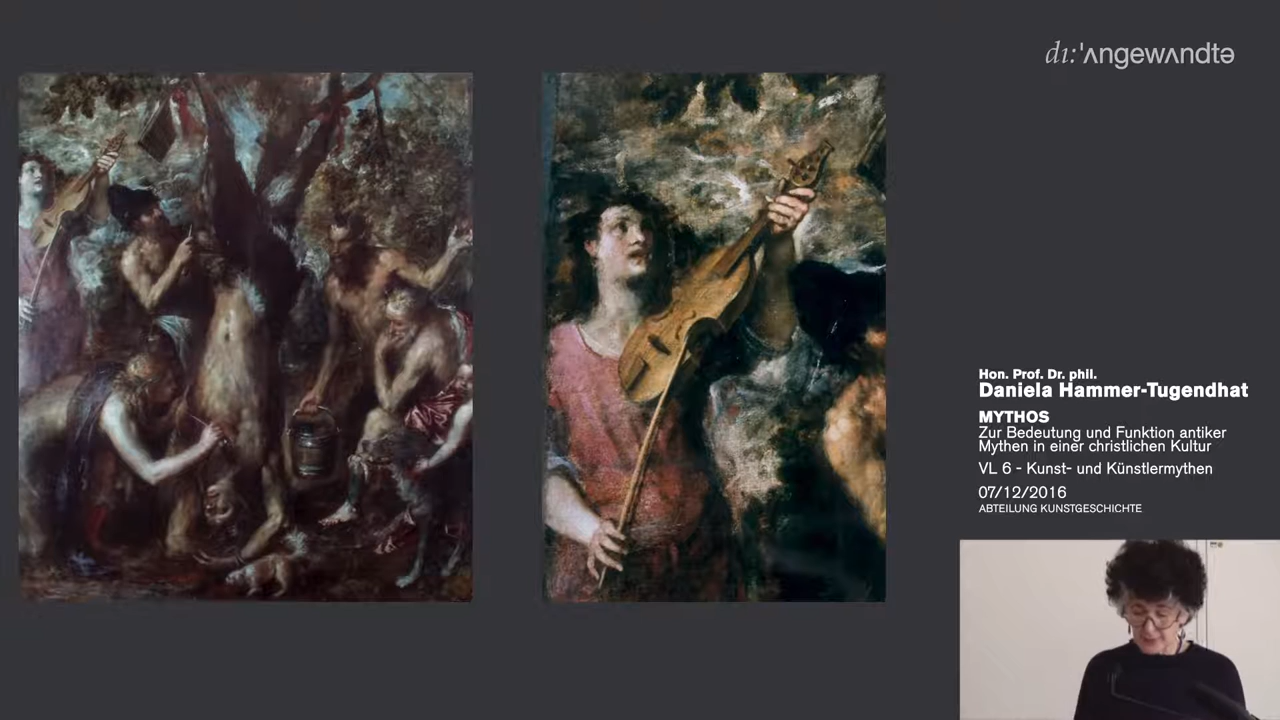 dı:ˈʌngewʌndtə
Hon. Prof. Dr. phil.
Daniela Hammer-Tugendhat
MYTHOS
Zur Bedeutung und Funktion antiker
Mythen in einer christlichen Kultur
VL 6 - Kunst- und Künstlermythen
07/12/2016
ABTEILUNG KUNSTGESCHICHTE